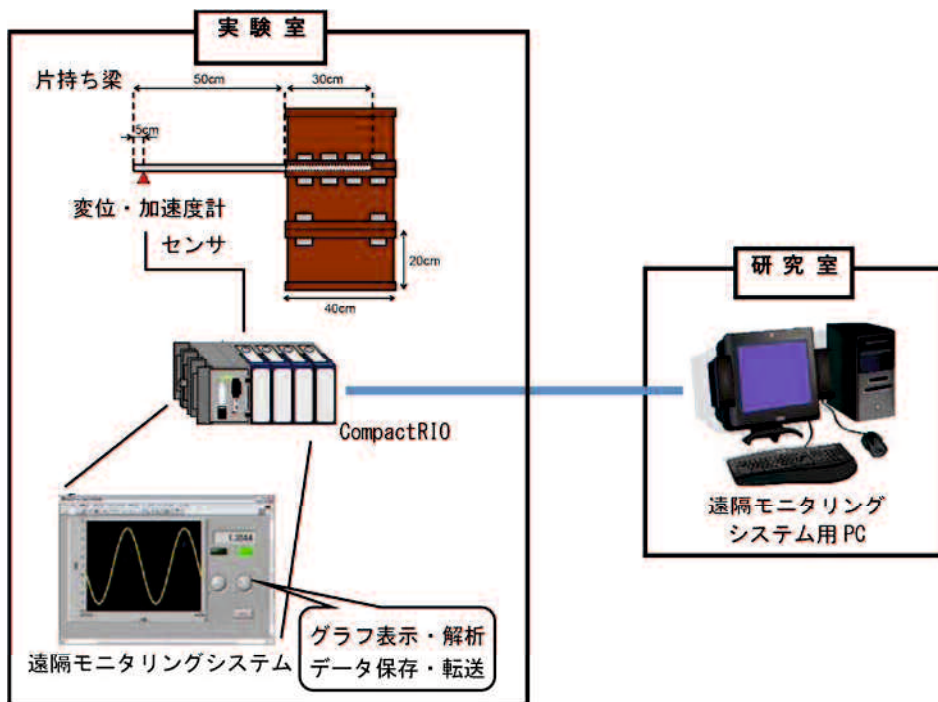 実験室
片持ち梁
50cm
30cm
5cm
変位・加速度計
センサ
20cm
40cm
CompactRIO
遠隔モニタリングシステム
グラフ表示・解析
データ保存・転送
研究室
遠隔モニタリング
システム用PC